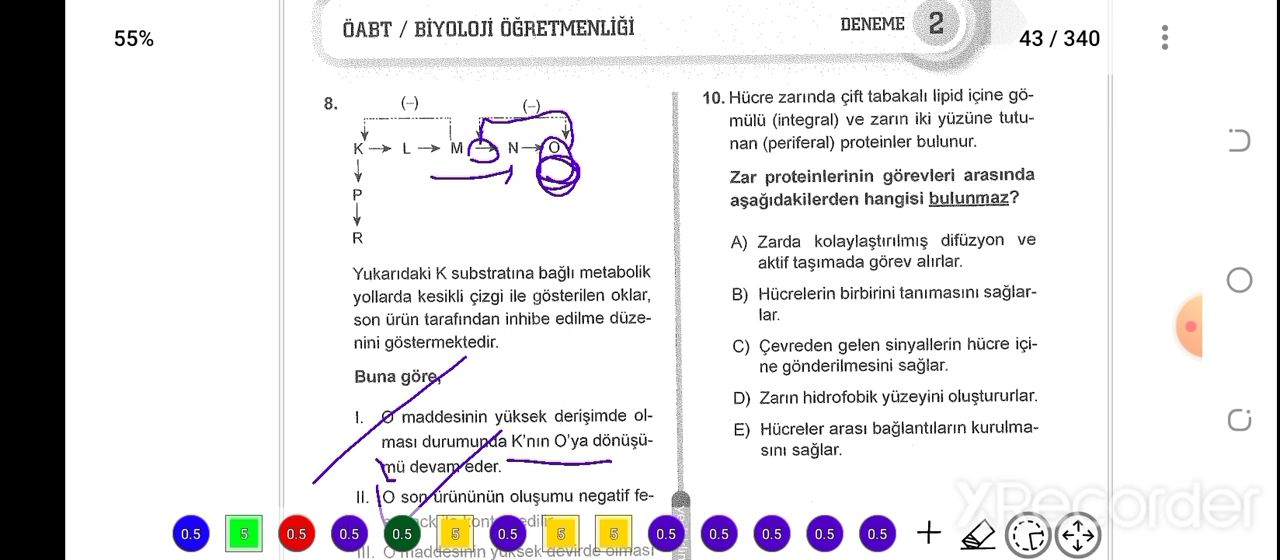 55%
ÖABT / BİYOLOJİ ÖĞRETMENLİĞİ
DENEME 2
43 / 340
8.
(−) (−)
K → L → M → N → O
P
R
Yukarıdaki K substratına bağlı metabolik
yollarda kesikli çizgi ile gösterilen oklar,
son ürün tarafından inhibe edilme düze-
nini göstermektedir.
Buna göre,
I. O maddesinin yüksek derişimde ol-
ması durumunda K'nın O'ya dönüşü-
mü devam eder.
II. O son ürününün oluşumu negatif fe-
III. O maddesinin yüksek devirde olması
10. Hücre zarında çift tabakalı lipid içine gö-
mülü (integral) ve zarın iki yüzüne tutu-
nan (periferal) proteinler bulunur.
Zar proteinlerinin görevleri arasında
aşağıdakilerden hangisi bulunmaz?
A) Zarda kolaylaştırılmış difüzyon ve
aktif taşımada görev alırlar.
B) Hücrelerin birbirini tanımasını sağlar-
lar.
C) Çevreden gelen sinyallerin hücre içi-
ne gönderilmesini sağlar.
D) Zarın hidrofobik yüzeyini oluştururlar.
E) Hücreler arası bağlantıların kurulma-
sını sağlar.
0.5 5 0.5 0.5 0.5 5 0.5 5 5 0.5 0.5 0.5 0.5 0.5
XRecorder